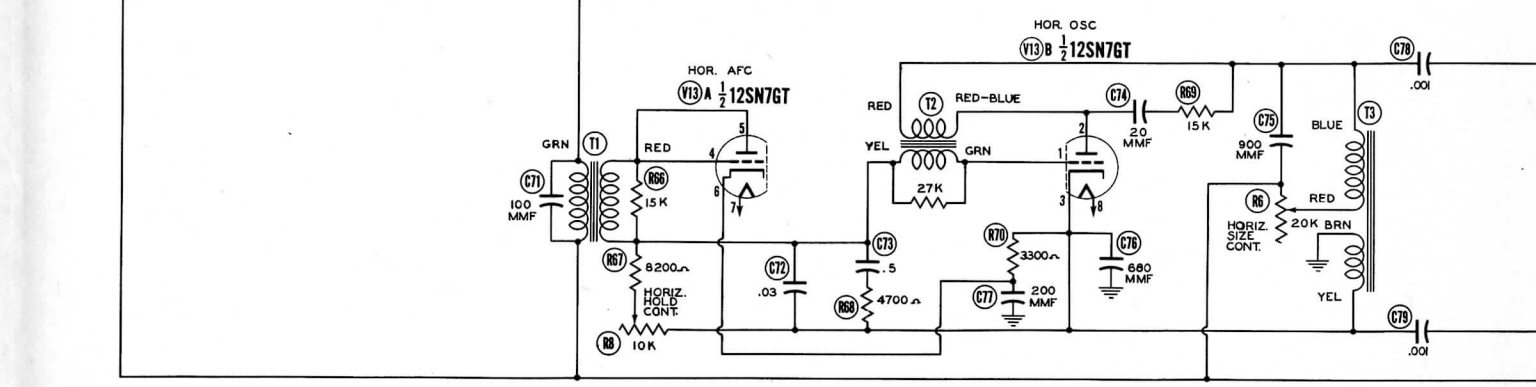 HOR. OSC
V13 B 1/2 12SN7GT
HOR. AFC
V13 A 1/2 12SN7GT
C78
.001
RED
T2
RED-BLUE
C74
20
MMF
R69
15K
C75
900
MMF
BLUE
T3
GRN
T1
RED
5
4
6
7
YEL
GRN
27K
2
1
3
8
C71
100
MMF
R66
15K
R6
HORIZ.
SIZE
CONT.
20K
RED
BRN
YEL
R67
8200Ω
HORIZ.
HOLD
CONT.
R8
10K
C72
.03
C73
.5
R68
4700Ω
R70
3300Ω
C76
680
MMF
C77
200
MMF
C79
.001